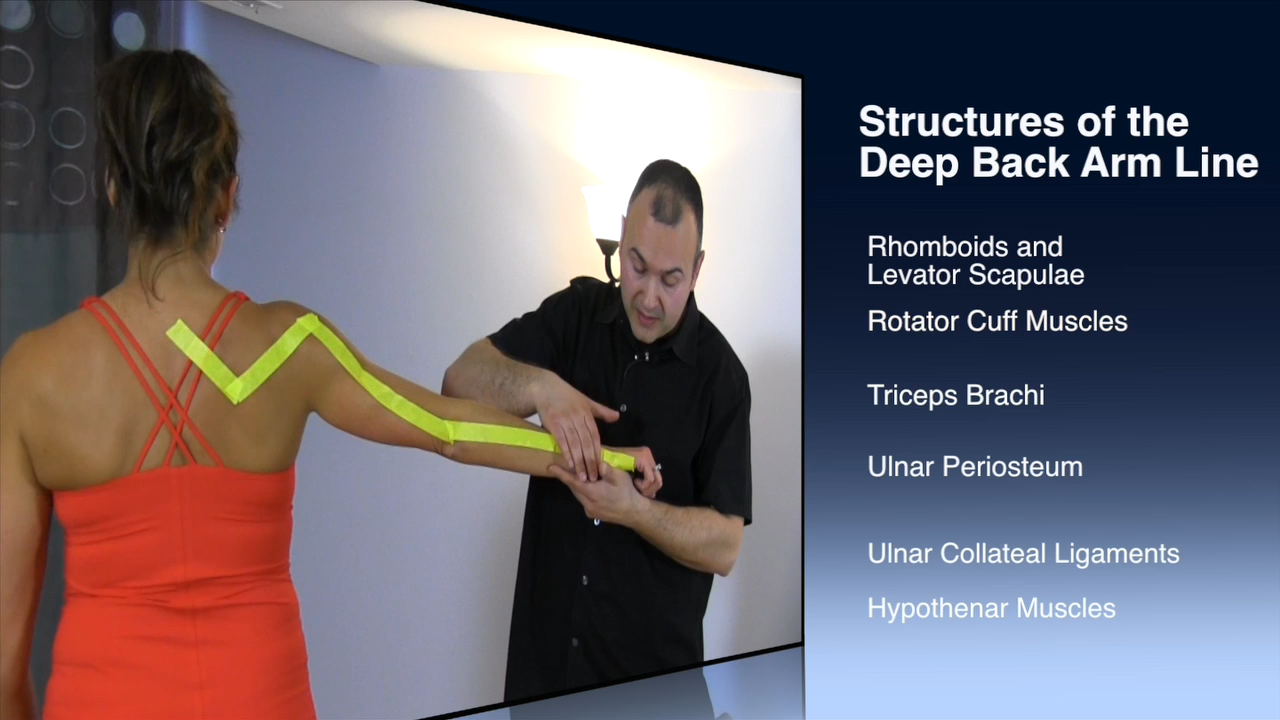 Structures of the
Deep Back Arm Line
Rhomboids and
Levator Scapulae
Rotator Cuff Muscles
Triceps Brachi
Ulnar Periosteum
Ulnar Collateal Ligaments
Hypothenar Muscles